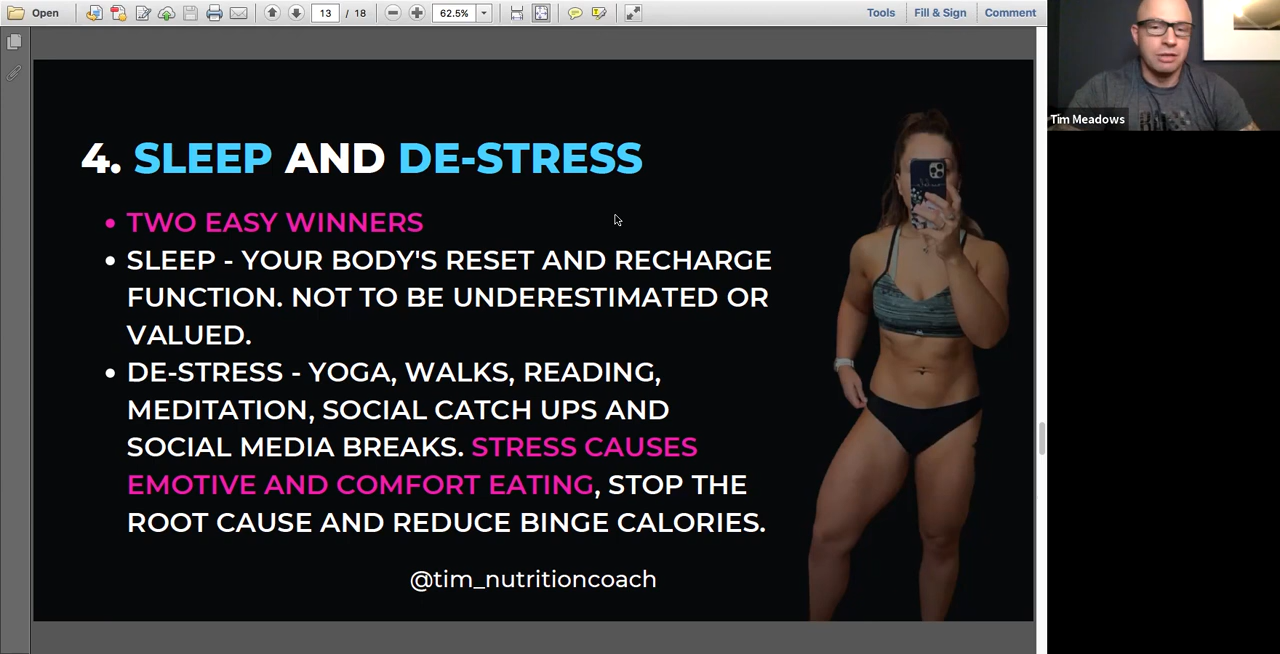 Open
13 / 18
62.5%
Tools
Fill & Sign
Comment
Tim Meadows
4. SLEEP AND DE-STRESS
• TWO EASY WINNERS
• SLEEP - YOUR BODY'S RESET AND RECHARGE
FUNCTION. NOT TO BE UNDERESTIMATED OR
VALUED.
• DE-STRESS - YOGA, WALKS, READING,
MEDITATION, SOCIAL CATCH UPS AND
SOCIAL MEDIA BREAKS. STRESS CAUSES
EMOTIVE AND COMFORT EATING, STOP THE
ROOT CAUSE AND REDUCE BINGE CALORIES.
@tim_nutritioncoach